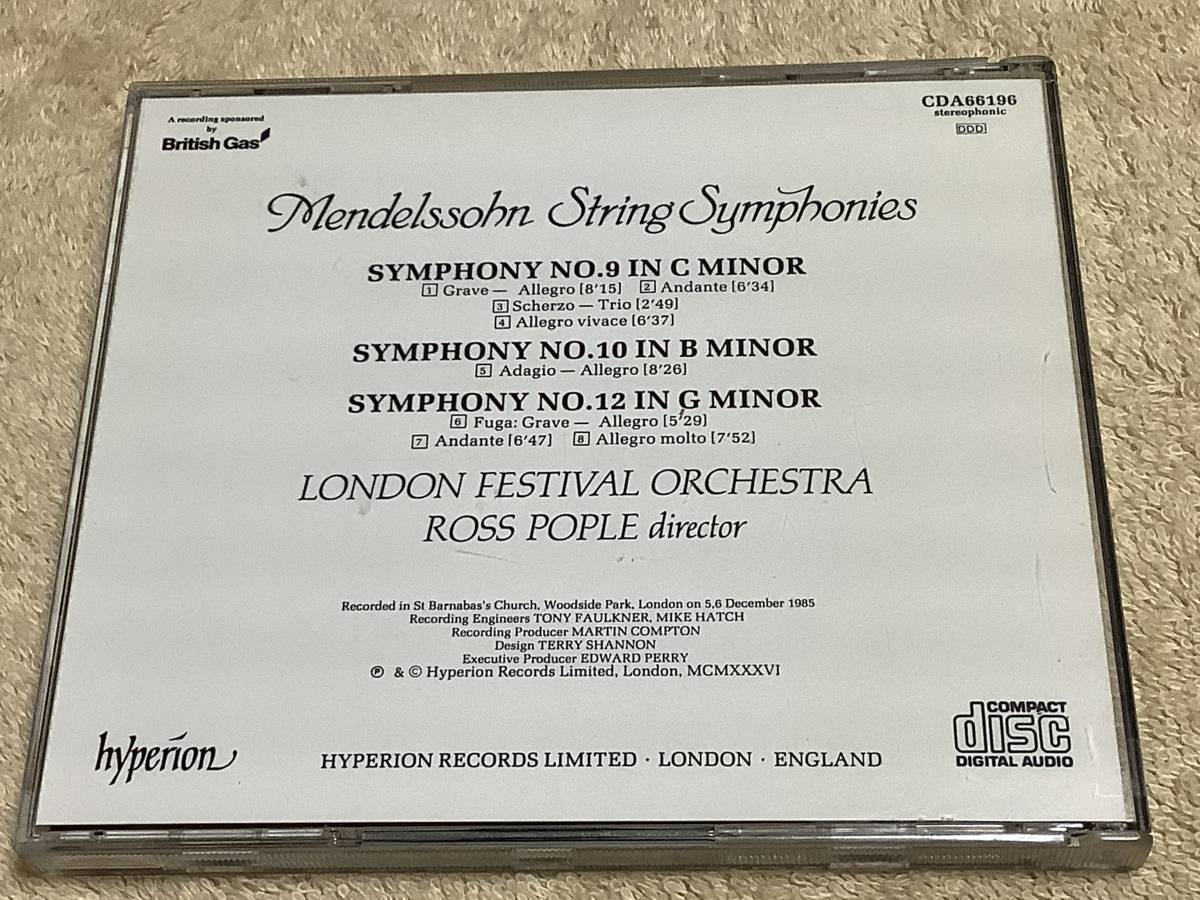 A recording sponsored
by
British Gas
CDA66196
stereophonic
DDD
Mendelssohn String Symphonies
SYMPHONY NO.9 IN C MINOR
1 Grave — Allegro [8'15] 2 Andante [6'34]
3 Scherzo — Trio [2'49]
4 Allegro vivace [6'37]
SYMPHONY NO.10 IN B MINOR
5 Adagio — Allegro [8'26]
SYMPHONY NO.12 IN G MINOR
6 Fuga: Grave — Allegro [5'29]
7 Andante [6'47] 8 Allegro molto [7'52]
LONDON FESTIVAL ORCHESTRA
ROSS POPLE director
Recorded in St Barnabas's Church, Woodside Park, London on 5,6 December 1985
Recording Engineers TONY FAULKNER, MIKE HATCH
Recording Producer MARTIN COMPTON
Design TERRY SHANNON
Executive Producer EDWARD PERRY
℗ & © Hyperion Records Limited, London, MCMXXXVI
hyperion
HYPERION RECORDS LIMITED · LONDON · ENGLAND
COMPACT
disc
DIGITAL AUDIO